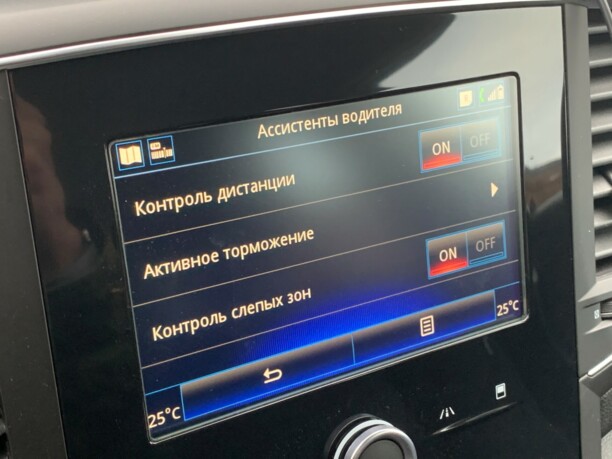 Ассистенты водителя
Контроль дистанции
ON OFF
Активное торможение
Контроль слепых зон
ON OFF
25°C
25°C